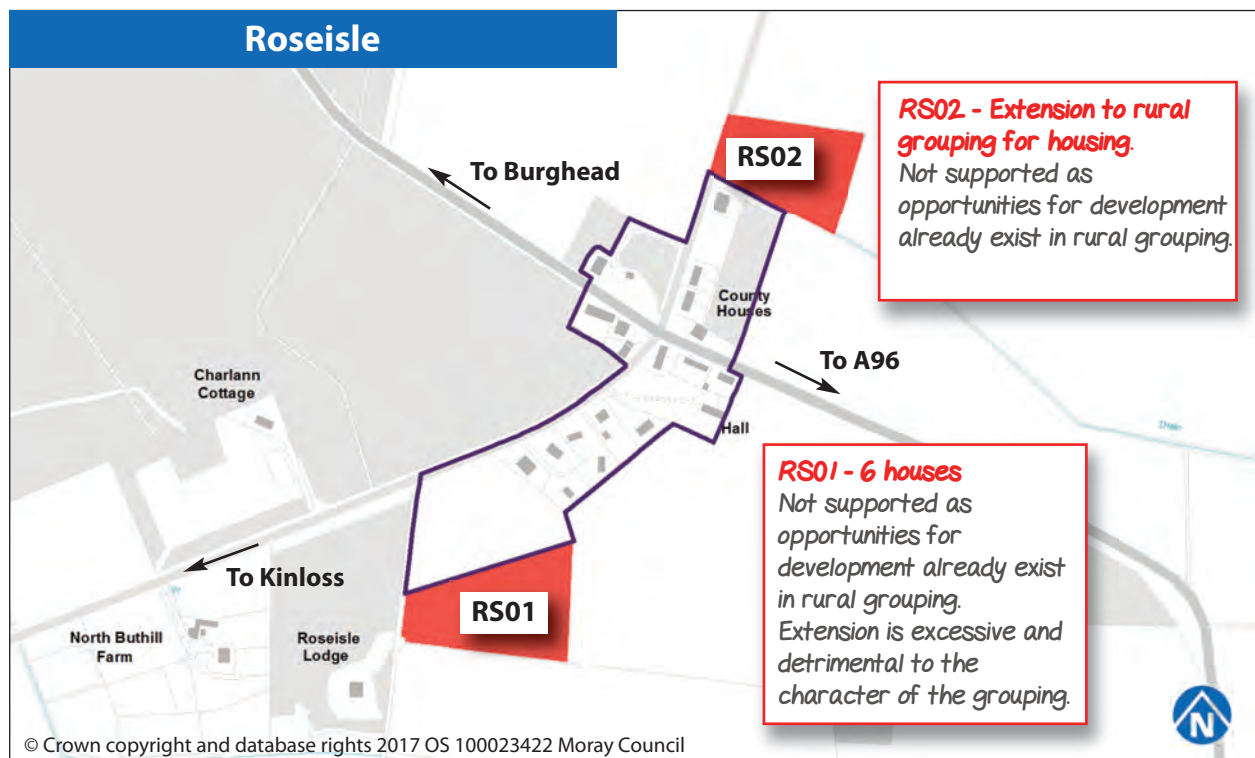 Roseisle
RS02 - Extension to rural
grouping for housing.
Not supported as
opportunities for development
already exist in rural grouping.
RS02
To Burghead
County
Houses
To A96
Charlann
Cottage
Hall
Drain
RS01 - 6 houses
Not supported as
opportunities for
development already exist
in rural grouping.
Extension is excessive and
detrimental to the
character of the grouping.
To Kinloss
RS01
North Buthill
Farm
Roseisle
Lodge
N
© Crown copyright and database rights 2017 OS 100023422 Moray Council